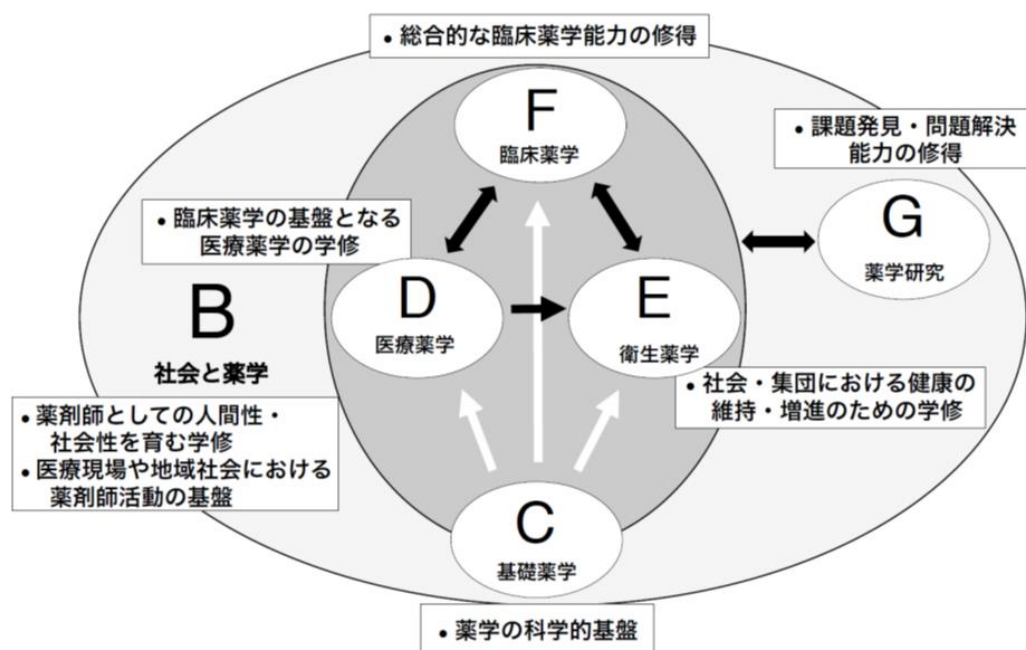 • 総合的な臨床薬学能力の修得
F
臨床薬学
• 課題発見・問題解決
能力の修得
G
薬学研究
• 臨床薬学の基盤となる
医療薬学の学修
D
医療薬学
E
衛生薬学
B
社会と薬学
• 社会・集団における健康の
維持・増進のための学修
• 薬剤師としての人間性・
社会性を育む学修
• 医療現場や地域社会における
薬剤師活動の基盤
C
基礎薬学
• 薬学の科学的基盤